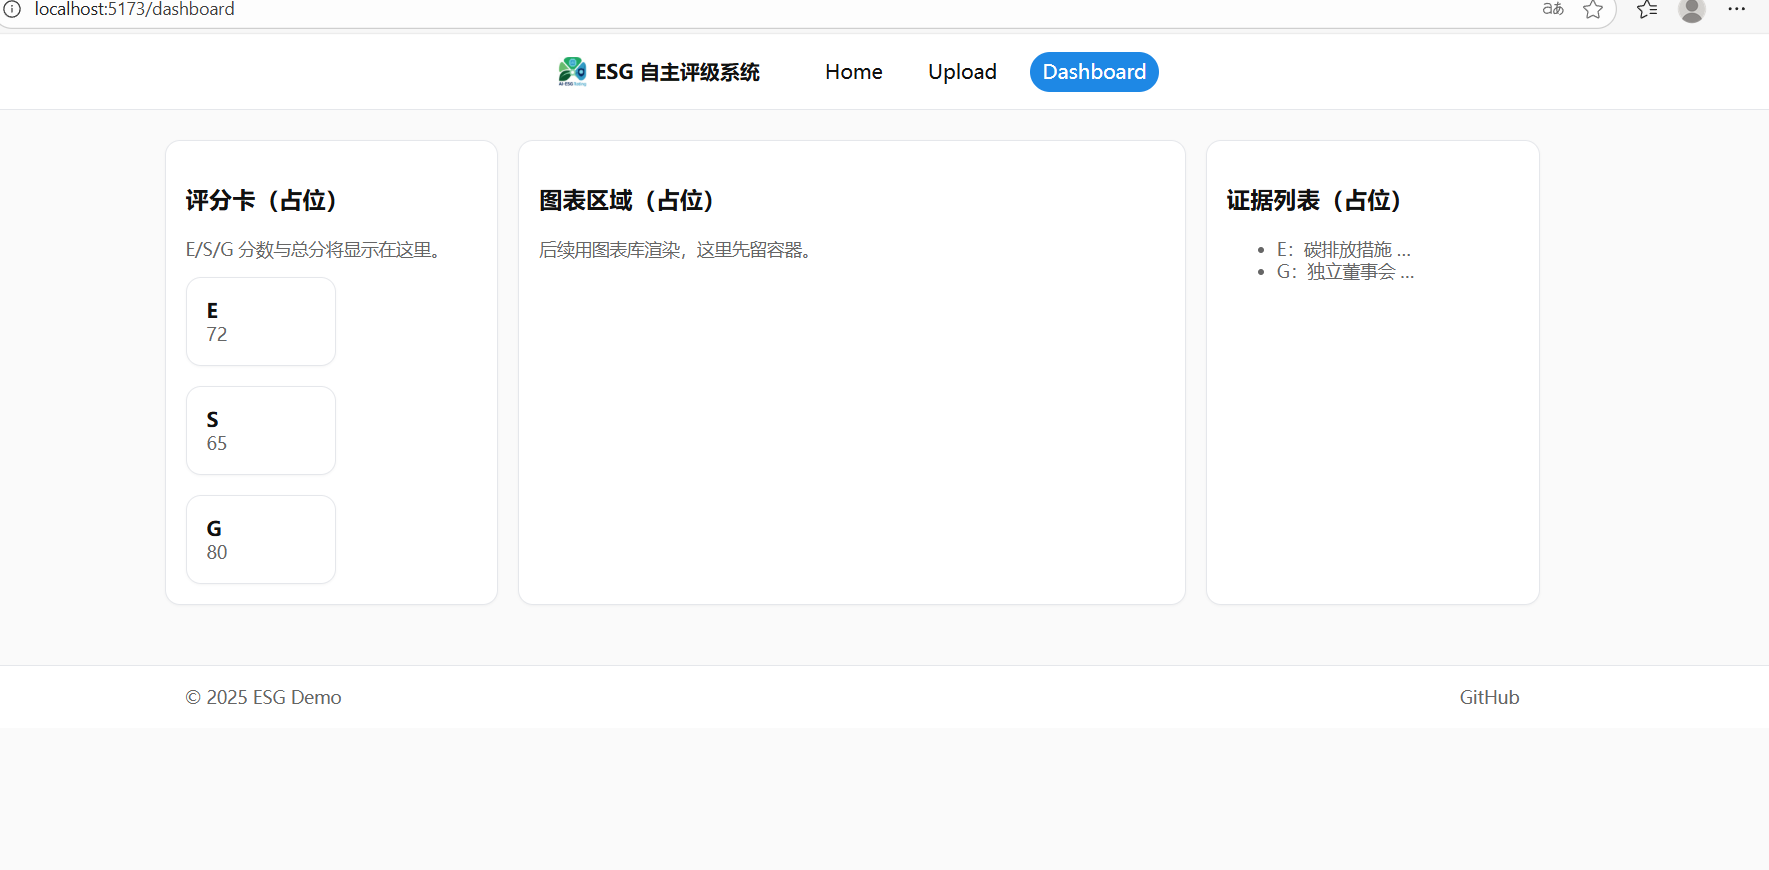 localhost:5173/dashboard
aあ
ESG 自主评级系统
Home
Upload
Dashboard
评分卡（占位）
E/S/G 分数与总分将显示在这里。
E
72
S
65
G
80
图表区域（占位）
后续用图表库渲染，这里先留容器。
证据列表（占位）
• E：碳排放措施 ...
• G：独立董事会 ...
© 2025 ESG Demo
GitHub